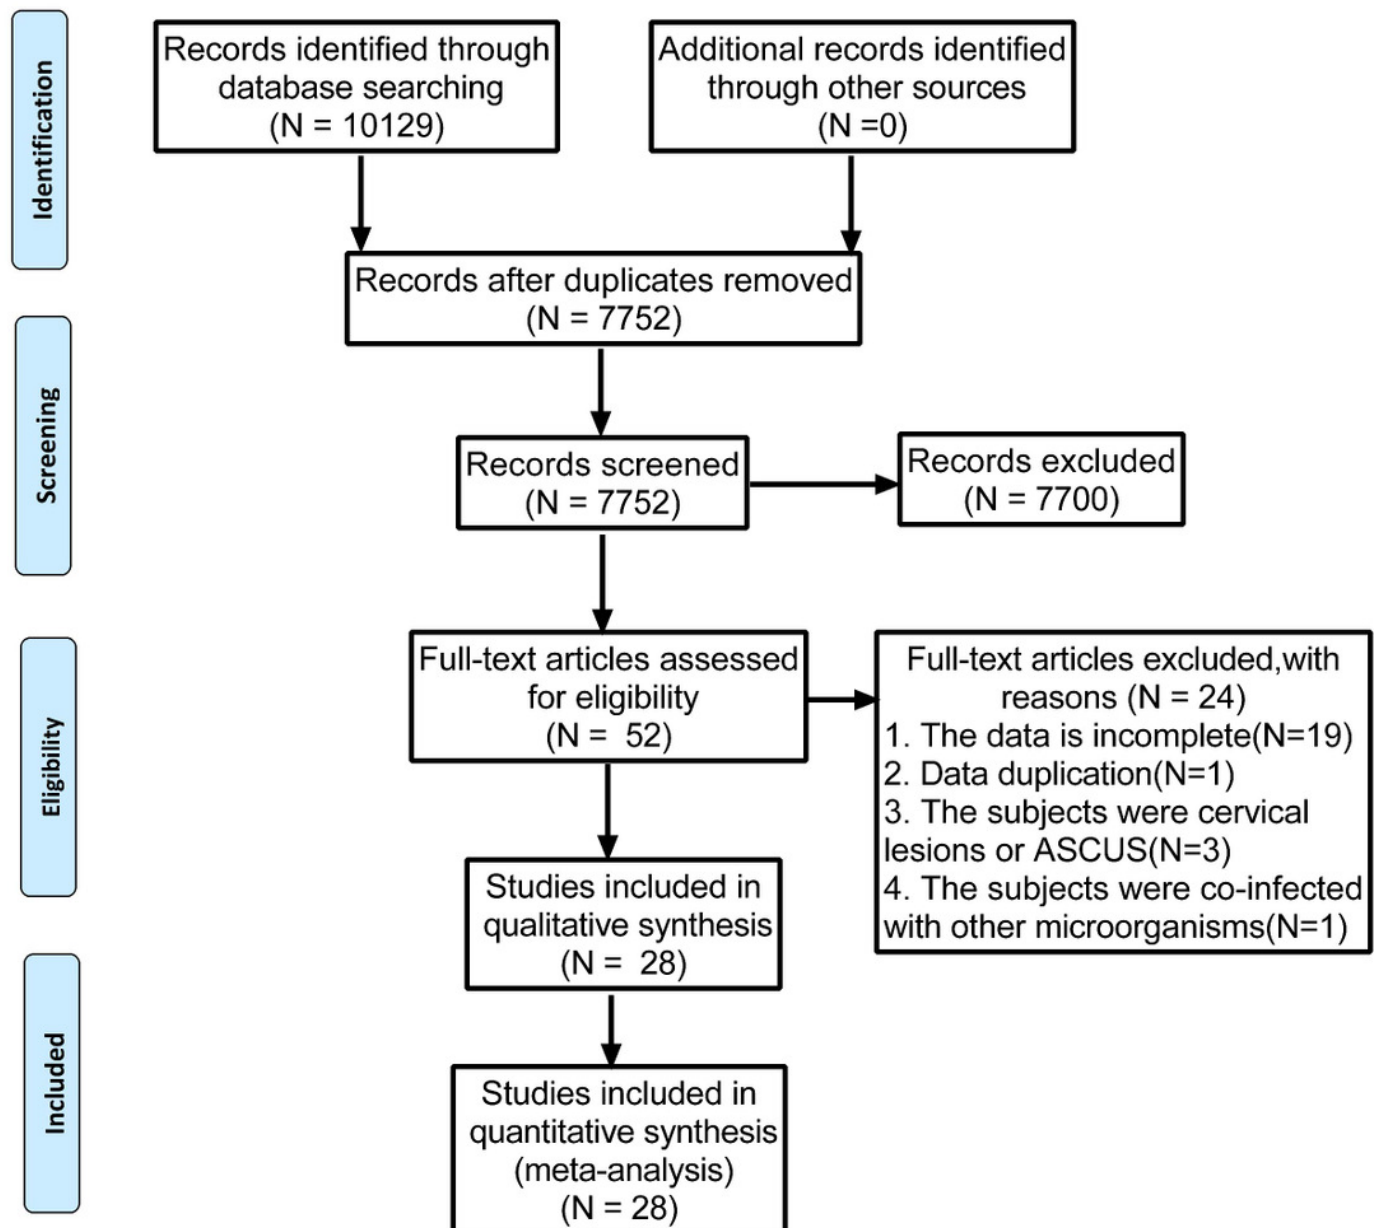 Identification
Records identified through
database searching
(N = 10129)
Additional records identified
through other sources
(N =0)
Records after duplicates removed
(N = 7752)
Screening
Records screened
(N = 7752)
Records excluded
(N = 7700)
Eligibility
Full-text articles assessed
for eligibility
(N = 52)
Full-text articles excluded,with
reasons (N = 24)
1. The data is incomplete(N=19)
2. Data duplication(N=1)
3. The subjects were cervical
lesions or ASCUS(N=3)
4. The subjects were co-infected
with other microorganisms(N=1)
Studies included in
qualitative synthesis
(N = 28)
Included
Studies included in
quantitative synthesis
(meta-analysis)
(N = 28)